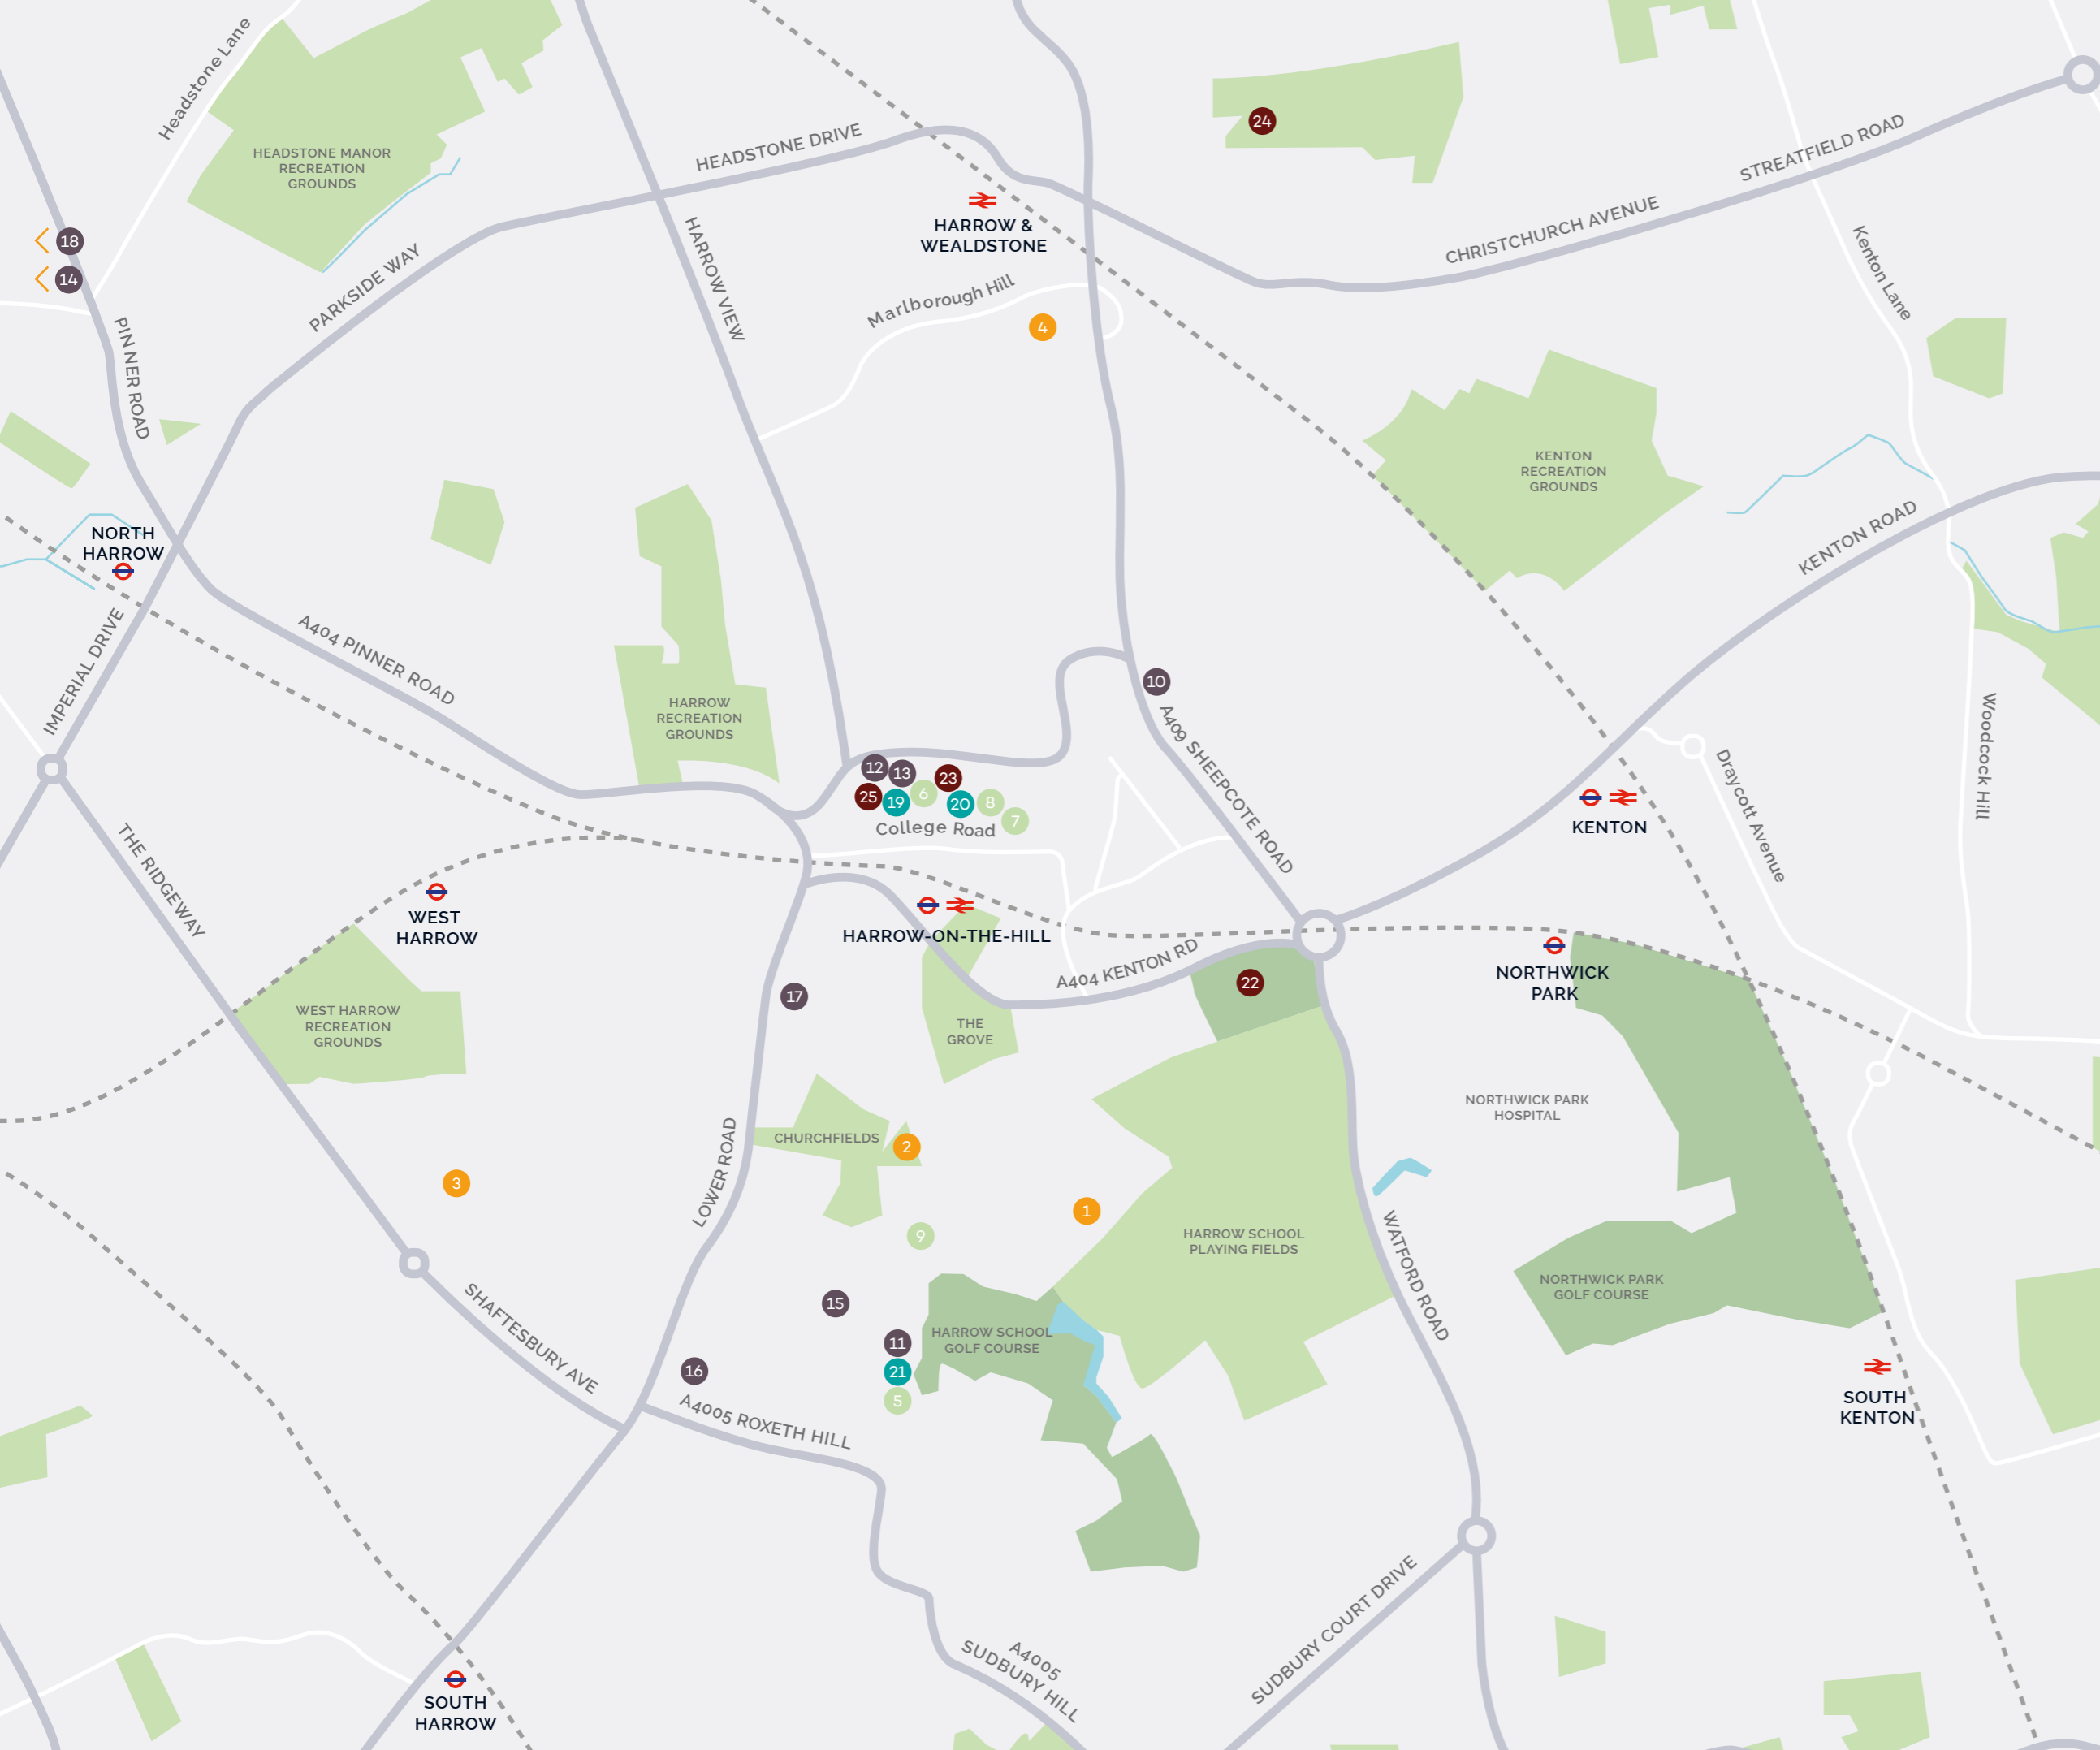 Headstone Lane
HEADSTONE MANOR
RECREATION
GROUNDS
HEADSTONE DRIVE
24
STREATFIELD ROAD
CHRISTCHURCH AVENUE
HARROW &
WEALDSTONE
18
14
PARKSIDE WAY
HARROW VIEW
Marlborough Hill
4
Kenton Lane
PINNER ROAD
KENTON
RECREATION
GROUNDS
KENTON ROAD
NORTH
HARROW
IMPERIAL DRIVE
A404 PINNER ROAD
HARROW
RECREATION
GROUNDS
10
A409 SHEEPCOTE ROAD
12
13
23
25
19
6
20
8
7
College Road
KENTON
Draycott Avenue
Woodcock Hill
THE RIDGEWAY
WEST
HARROW
HARROW-ON-THE-HILL
A404 KENTON RD
22
NORTHWICK
PARK
17
WEST HARROW
RECREATION
GROUNDS
THE
GROVE
NORTHWICK PARK
HOSPITAL
LOWER ROAD
CHURCHFIELDS
2
3
1
9
HARROW SCHOOL
PLAYING FIELDS
WATFORD ROAD
NORTHWICK PARK
GOLF COURSE
SHAFTESBURY AVE
15
11
21
5
HARROW SCHOOL
GOLF COURSE
16
A4005 ROXETH HILL
SOUTH
KENTON
A4005
SUDBURY HILL
SUDBURY COURT DRIVE
SOUTH
HARROW